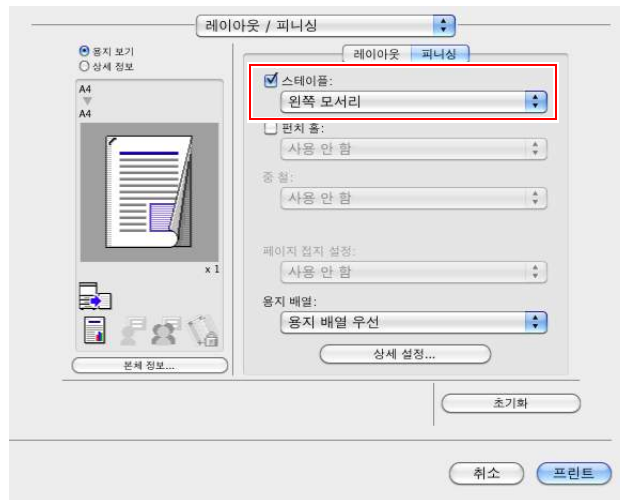 레이아웃 / 피니싱
용지 보기
상세 정보
A4
A4
x 1
본체 정보...
레이아웃 피니싱
스테이플:
왼쪽 모서리
펀치 홀:
사용 안 함
중 철:
사용 안 함
페이지 접지 설정:
사용 안 함
용지 배열:
용지 배열 우선
상세 설정...
초기화
취소
프린트